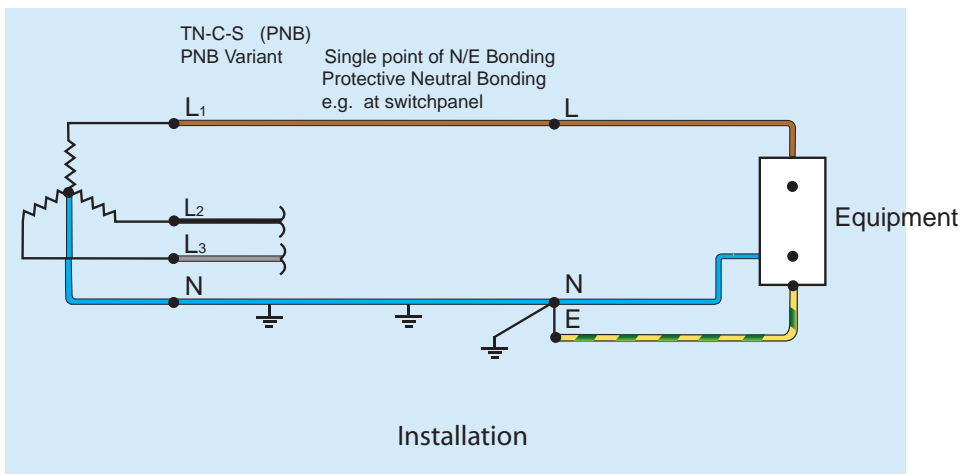 TN-C-S (PNB)
PNB Variant Single point of N/E Bonding
Protective Neutral Bonding
e.g. at switchpanel
L1 L
L2
Equipment
L3
N N
E
Installation